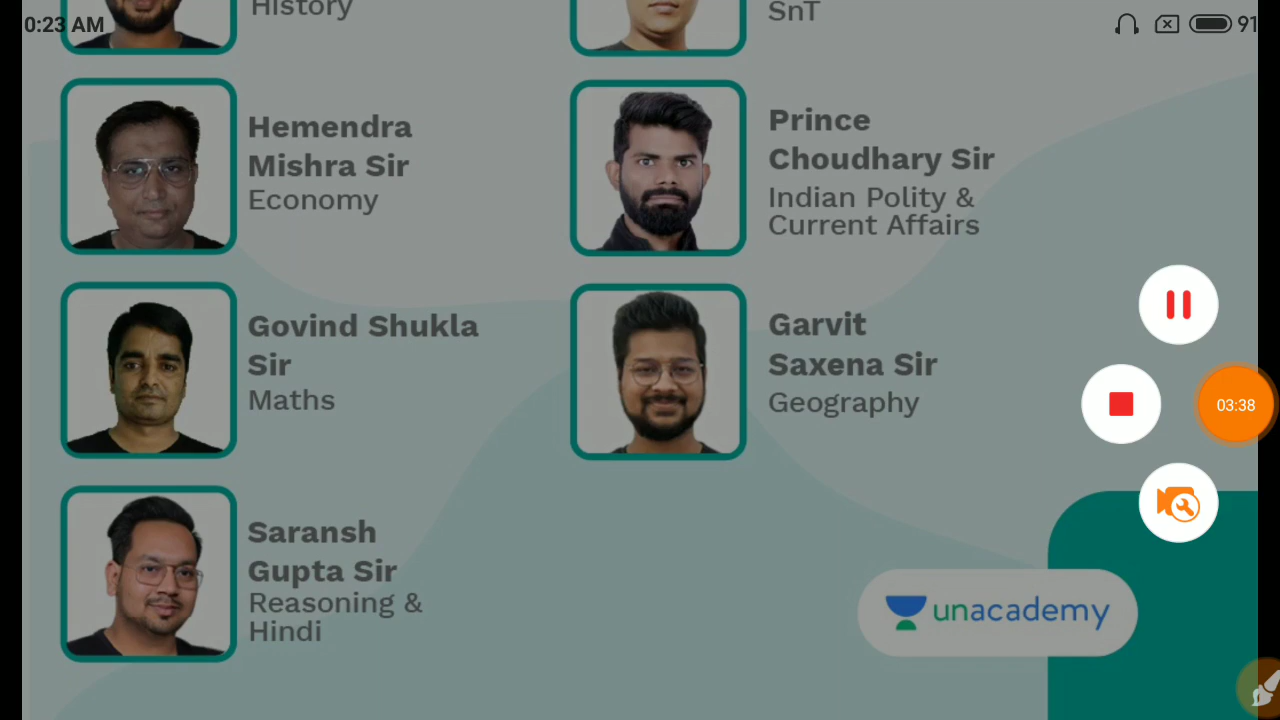 0:23 AM
91
History
SnT
Hemendra
Mishra Sir
Economy
Prince
Choudhary Sir
Indian Polity &
Current Affairs
Govind Shukla
Sir
Maths
Garvit
Saxena Sir
Geography
03:38
Saransh
Gupta Sir
Reasoning &
Hindi
unacademy